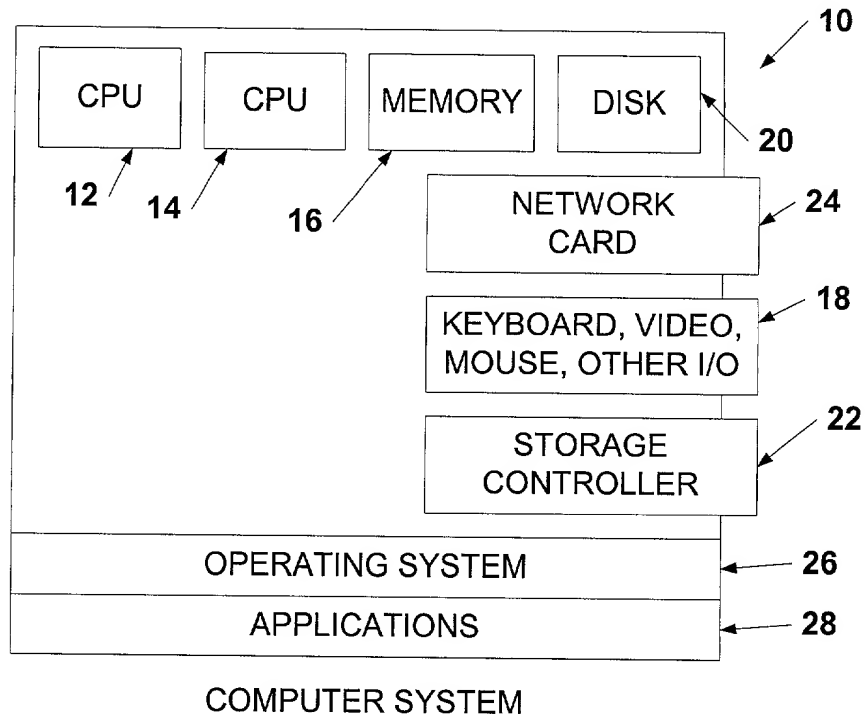 10
CPU
CPU
MEMORY
DISK
12
14
16
20
NETWORK
CARD
24
KEYBOARD, VIDEO,
MOUSE, OTHER I/O
18
STORAGE
CONTROLLER
22
OPERATING SYSTEM
26
APPLICATIONS
28
COMPUTER SYSTEM